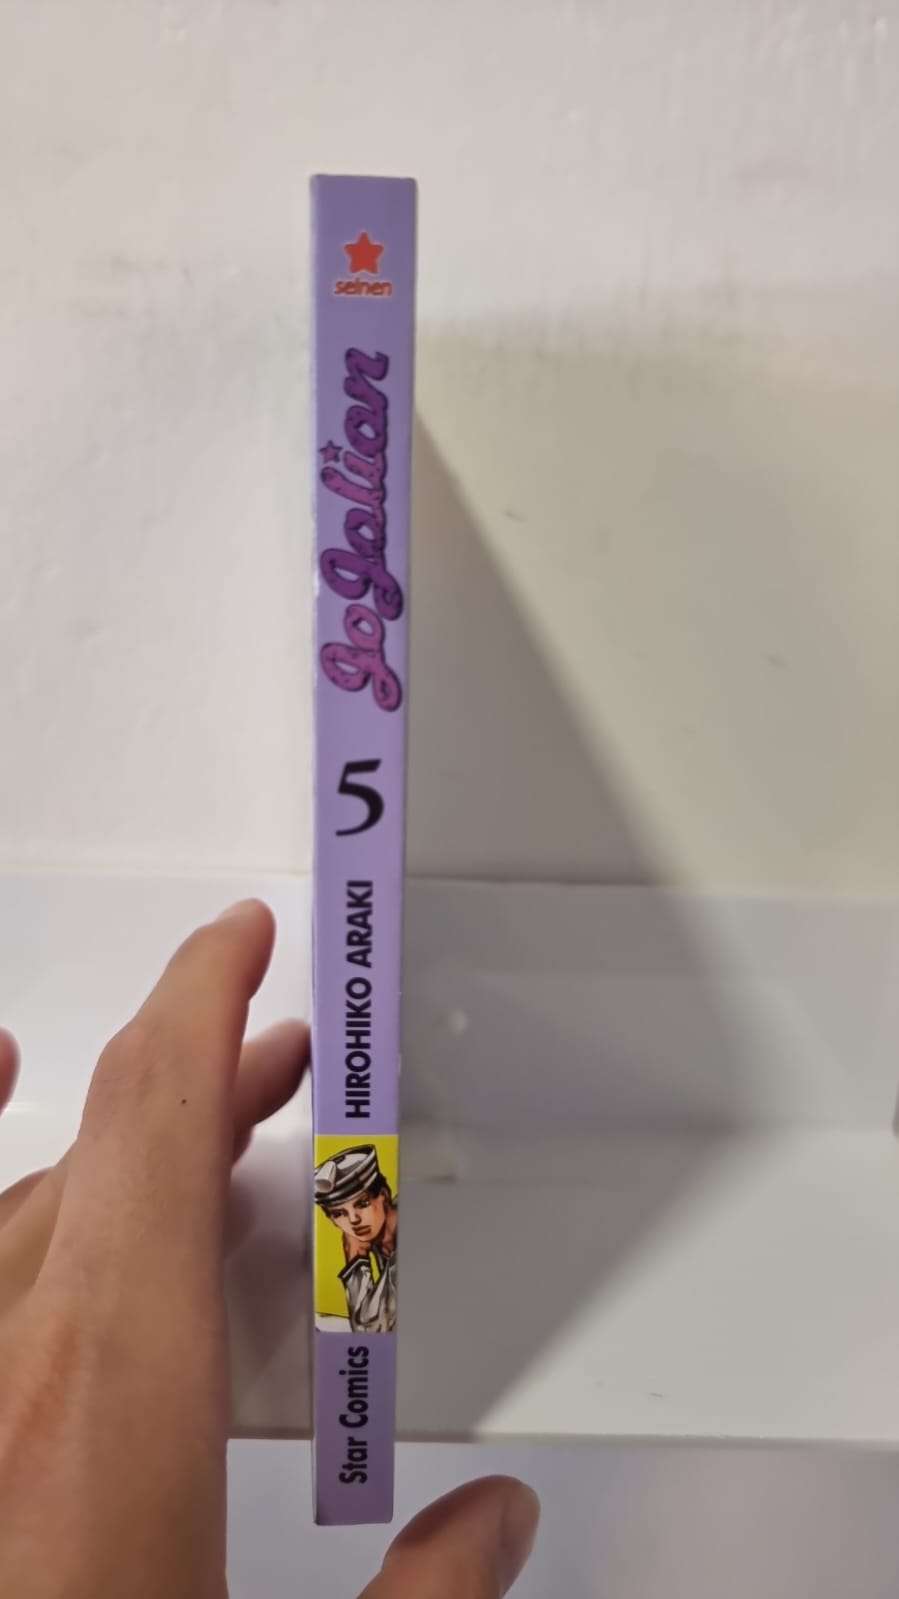 seinen
JoJolion
5
HIROHIKO ARAKI
Star Comics